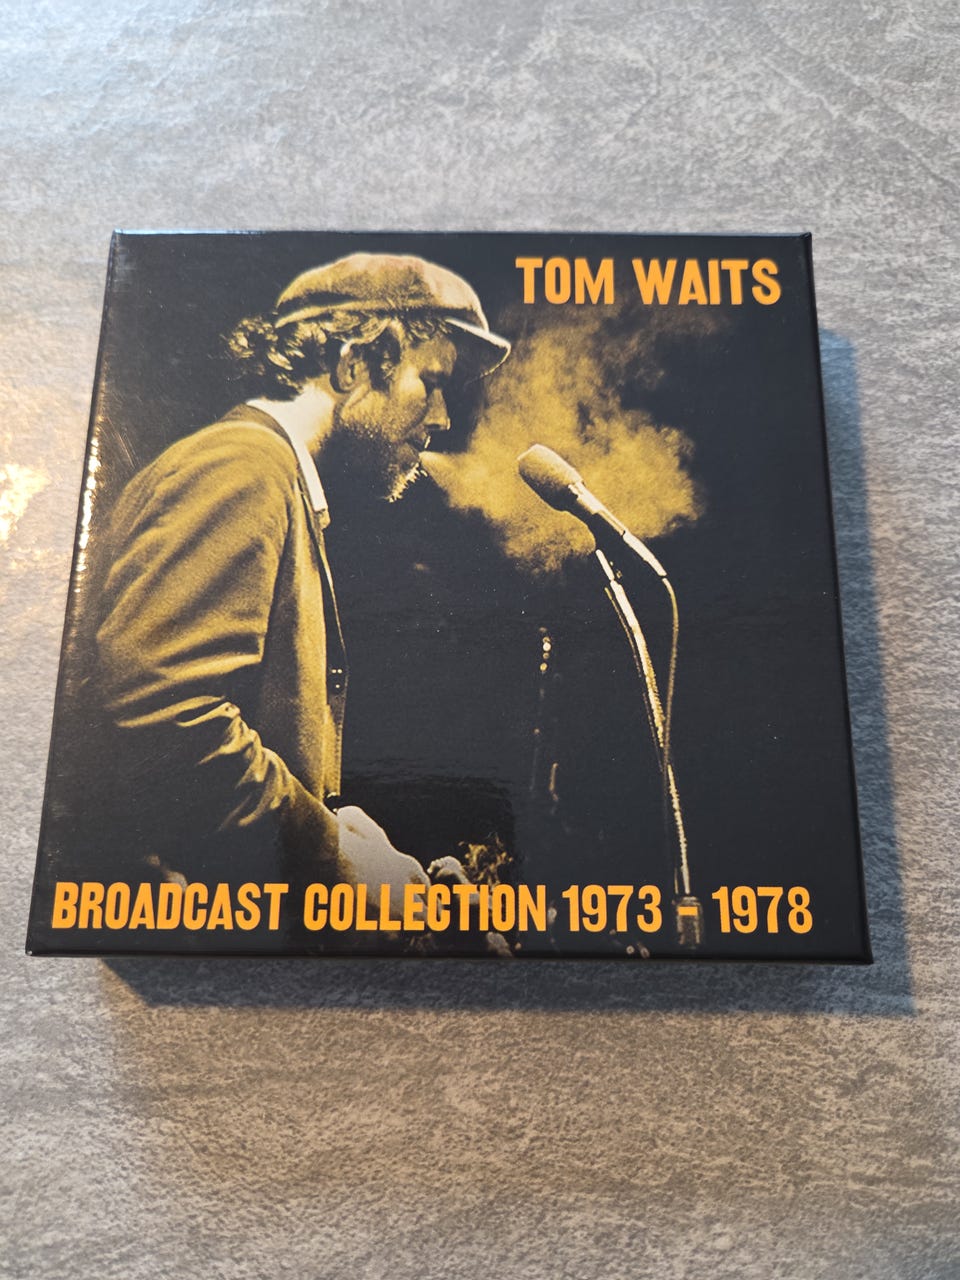 TOM WAITS
BROADCAST COLLECTION 1973 - 1978